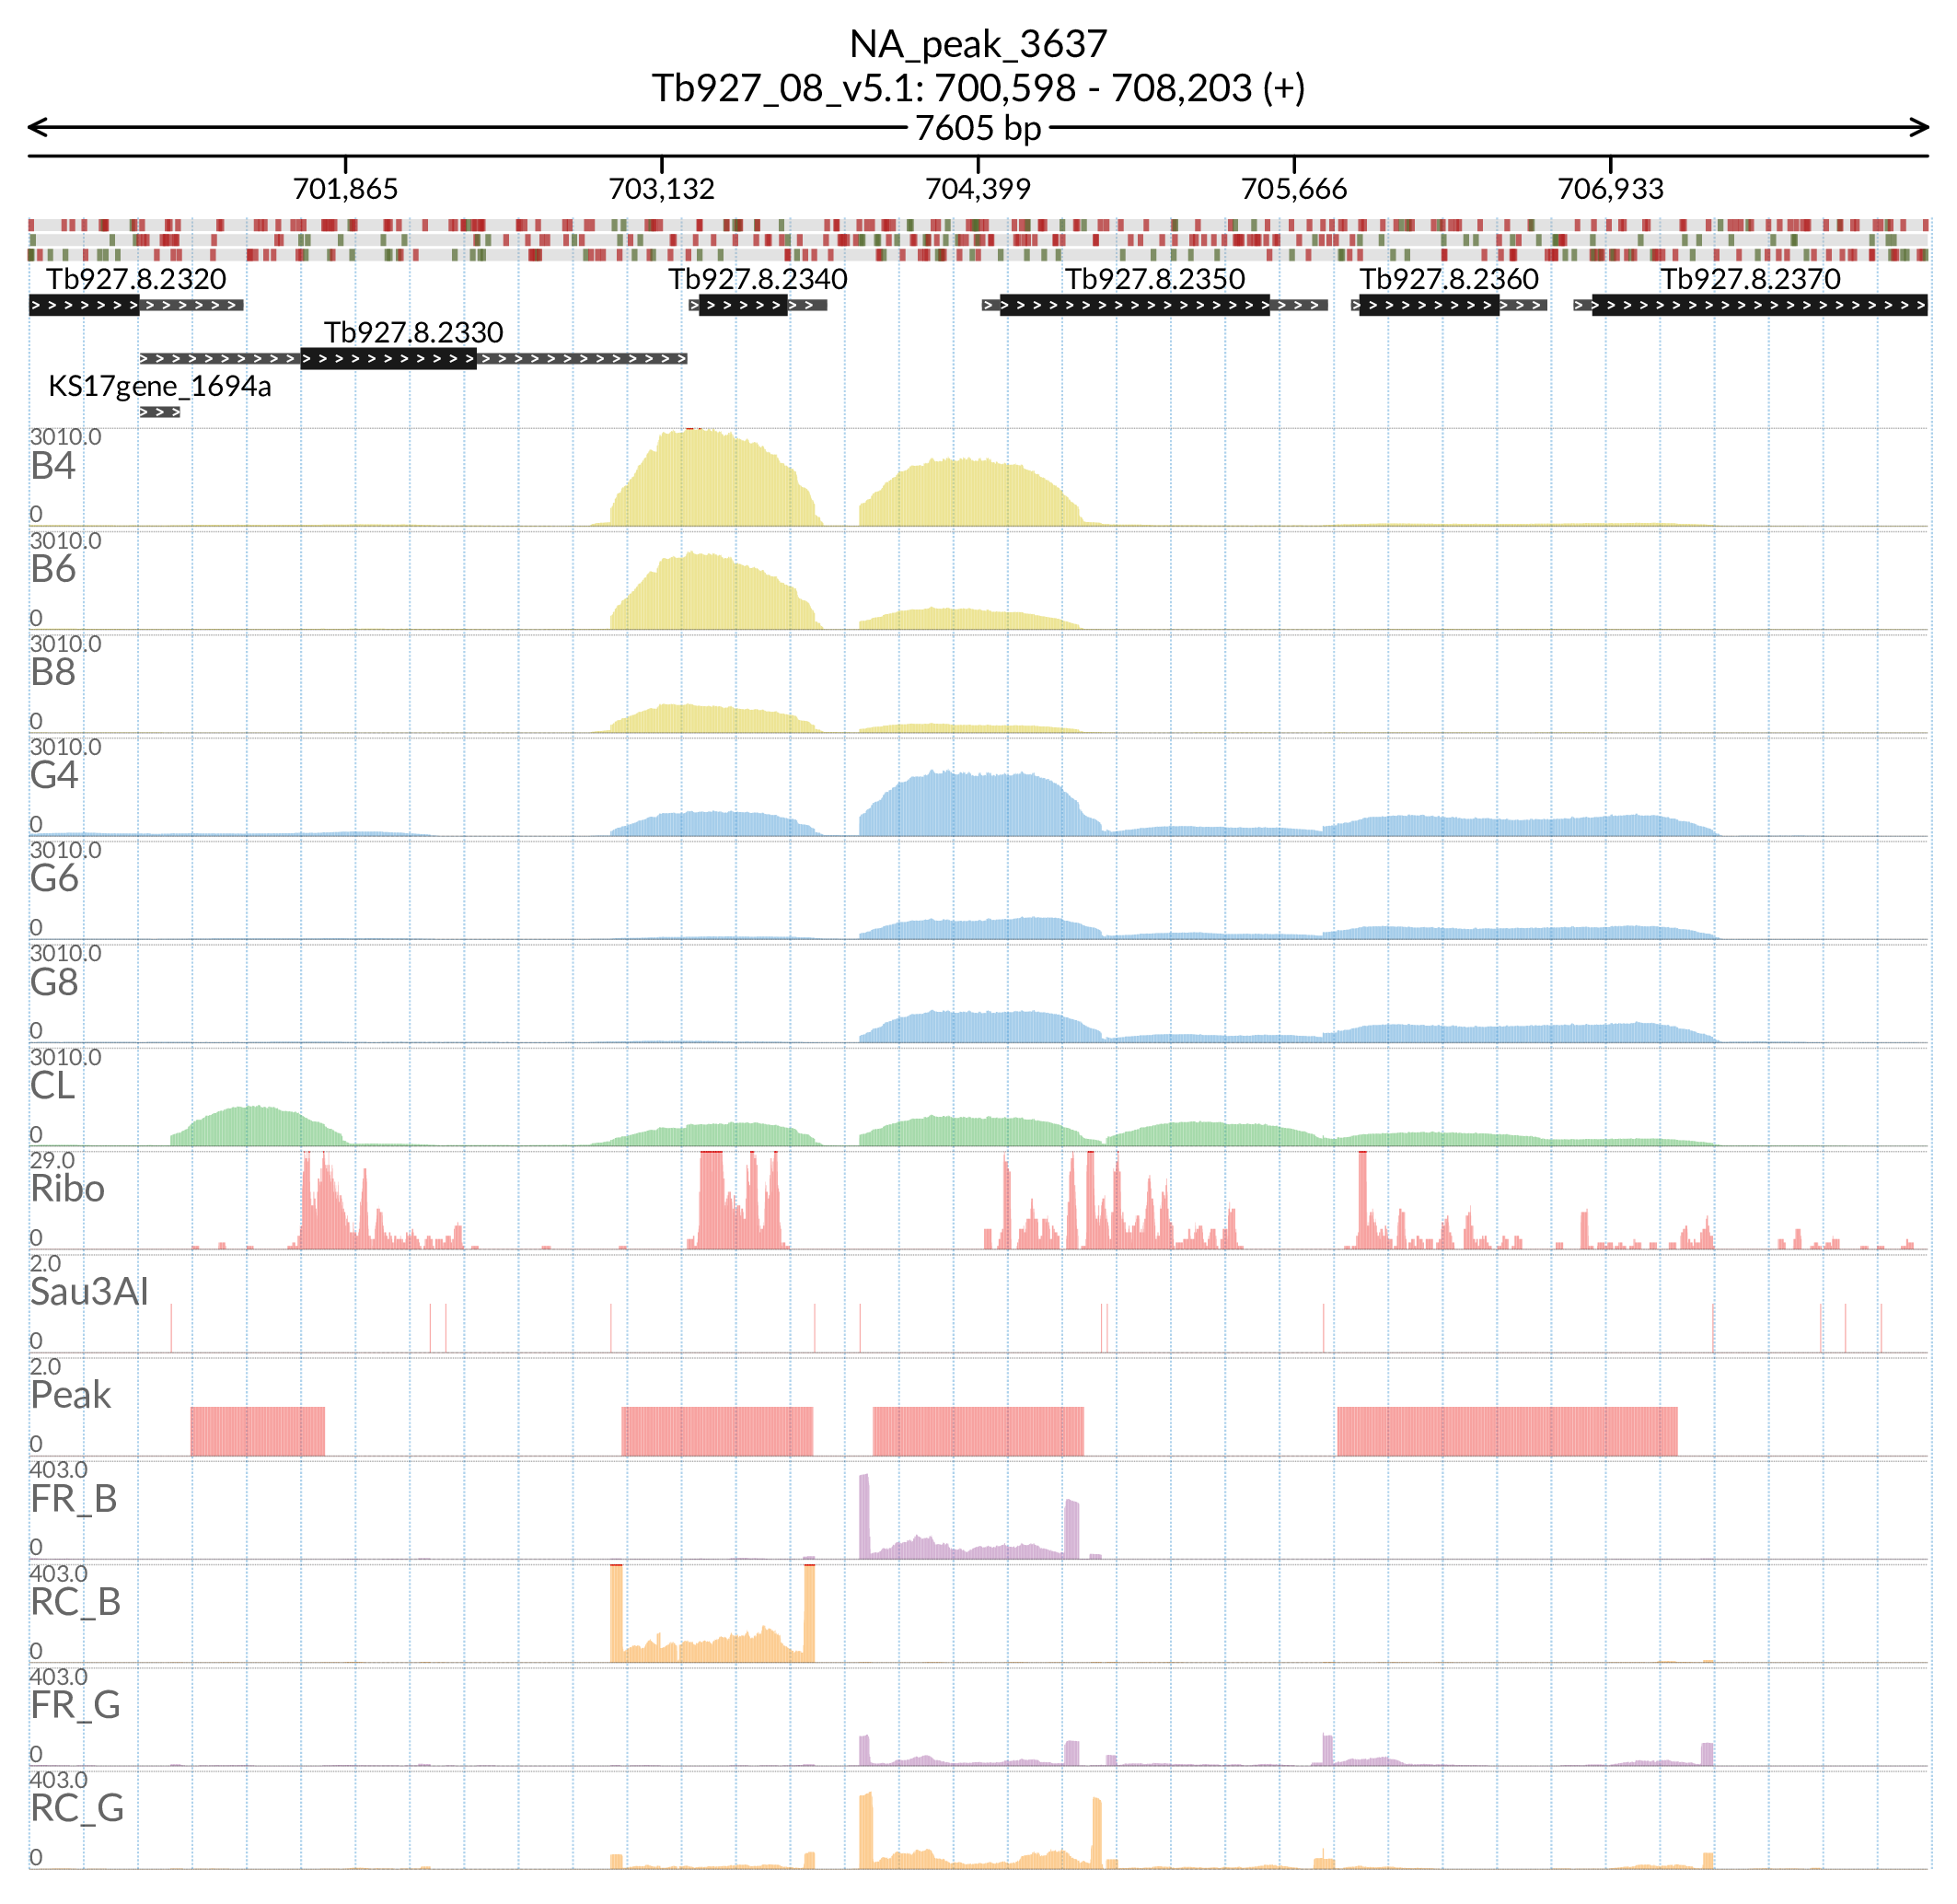 NA_peak_3637
Tb927_08_v5.1: 700,598 - 708,203 (+)
7605 bp
701,865 703,132 704,399 705,666 706,933
Tb927.8.2320 Tb927.8.2340 Tb927.8.2350 Tb927.8.2360 Tb927.8.2370
Tb927.8.2330
KS17gene_1694a
3010.0
B4
0
3010.0
B6
0
3010.0
B8
0
3010.0
G4
0
3010.0
G6
0
3010.0
G8
0
3010.0
CL
0
29.0
Ribo
0
2.0
Sau3AI
0
2.0
Peak
0
403.0
FR_B
0
403.0
RC_B
0
403.0
FR_G
0
403.0
RC_G
0